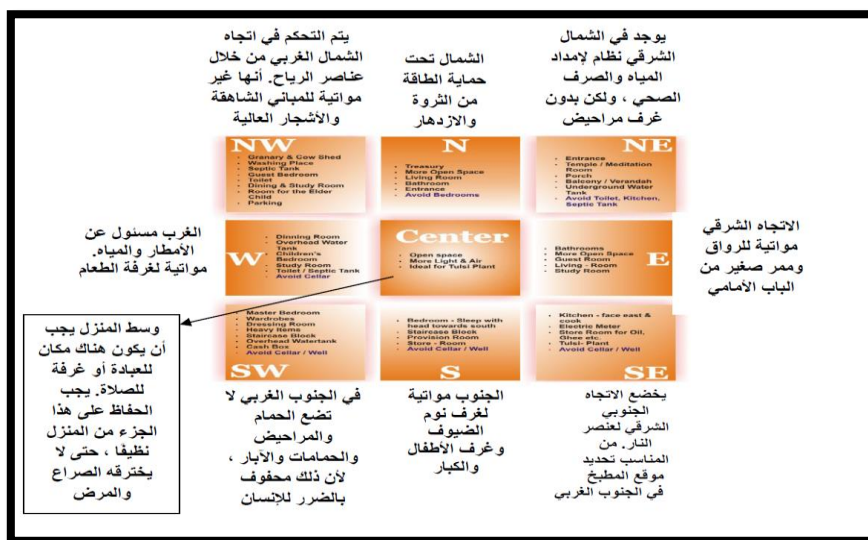 يتم التحكم في اتجاه
الشمال الغربي من خلال
عناصر الرياح. أنها غير
مواتية للمباني الشاهقة
والأشجار العالية
الشمال تحت
حماية الطاقة
من الثروة
والازدهار
يوجد في الشمال
الشرقي نظام لإمداد
المياه والصرف
الصحي ، ولكن بدون
غرف مراحيض
NW
- Granary & Cow Shed
- Washing Place
- Septic Tank
- Guest Bedroom
- Toilet
- Dining & Study Room
- Room for the Elder
Child
- Parking
N
- Treasury
- More Open Space
- Living Room
- Bathroom
- Entrance
- Avoid Bedrooms
NE
- Entrance
- Temple / Meditation
Room
- Porch
- Balcony / Verandah
- Underground Water
Tank
- Avoid Toilet, Kitchen,
Septic Tank
الغرب مسئول عن
الأمطار والمياه.
مواتية لغرفة الطعام
W
- Dinning Room
- Overhead Water
Tank
- Children's
Bedroom
- Study Room
- Toilet / Septic Tank
- Avoid Cellar
Center
- Open space
- More Light & Air
- Ideal for Tulsi Plant
E
- Bathrooms
- More Open Space
- Guest Room
- Living - Room
- Study Room
الاتجاه الشرقي
مواتية للرواق
وممر صغير من
الباب الأمامي
وسط المنزل يجب
أن يكون هناك مكان
للعبادة أو غرفة
للصلاة. يجب
الحفاظ على هذا
الجزء من المنزل
نظيفًا ، حتى لا
يخترقه الصراع
والمرض
- Master Bedroom
- Wardrobes
- Dressing Room
- Heavy Items
- Staircase Block
- Overhead Watertank
- Cash Box
- Avoid Cellar / Well
SW
- Bedroom - Sleep with
head towards south
- Staircase Block
- Provision Room
- Store - Room
- Avoid Cellar / Well
S
- Kitchen - face east &
cook
- Electric Meter
- Store Room for Oil,
Ghee etc.
- Tulsi- Plant
- Avoid Cellar / Well
SE
في الجنوب الغربي لا
تضع الحمام
والمراحيض
والحمامات والآبار ،
لأن ذلك محفوف
بالضرر للإنسان
الجنوب مواتية
لغرف نوم
الضيوف
وغرف الأطفال
والكبار
يخضع الاتجاه
الجنوبي
الشرقي لعنصر
النار. من
المناسب تحديد
موقع المطبخ
في الجنوب الغربي